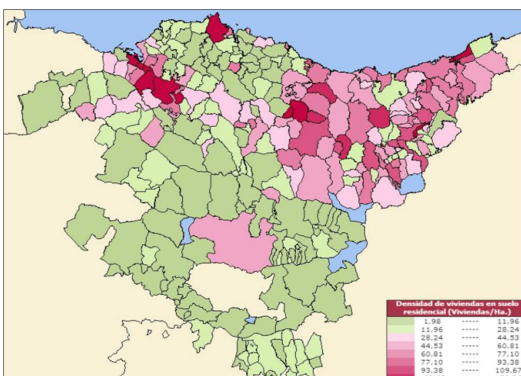 Densidad de viviendas en suelo
residencial (Viviendas/Ha.)
1,98 ----- 11,96
11,96 ----- 28,24
28,24 ----- 44,53
44,53 ----- 60,81
60,81 ----- 77,10
77,10 ----- 93,38
93,38 ----- 109,67